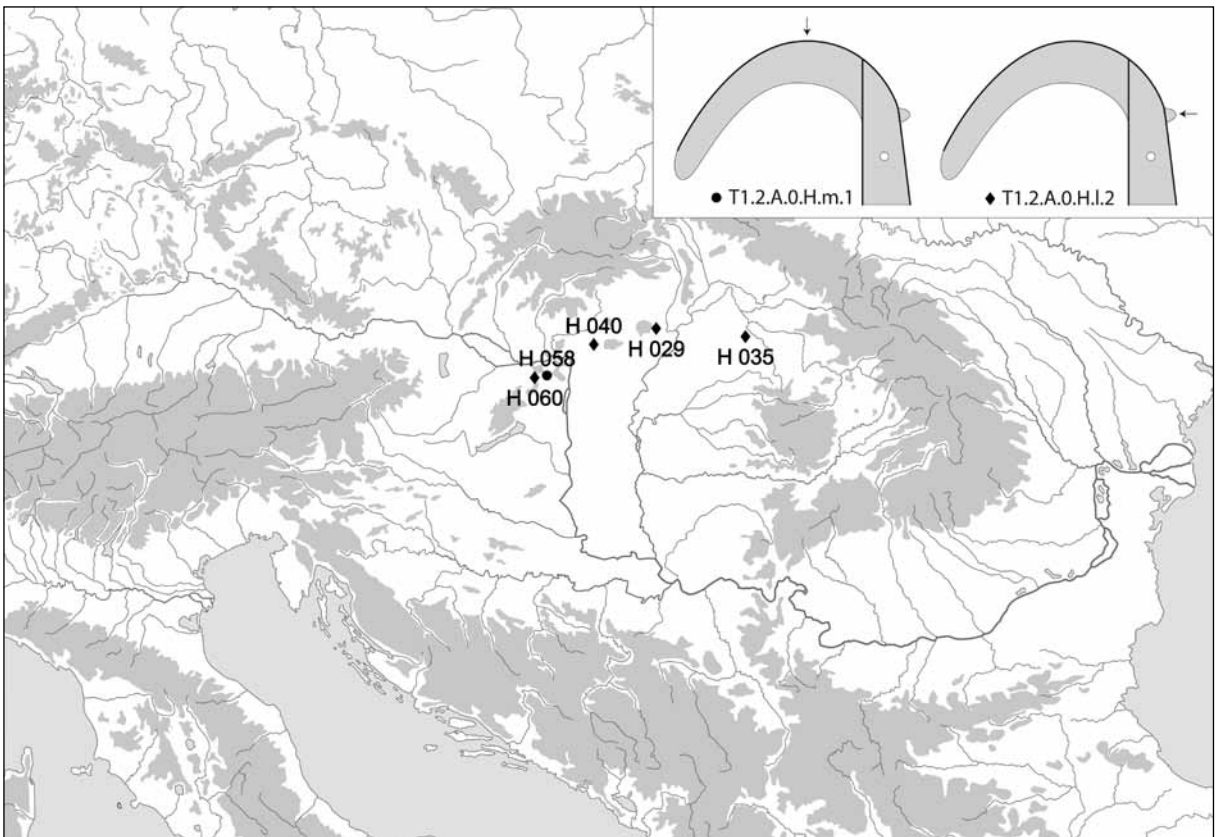 ● T1.2.A.0.H.m.1
♦ T1.2.A.0.H.l.2
H 040
H 029
H 035
H 058
H 060